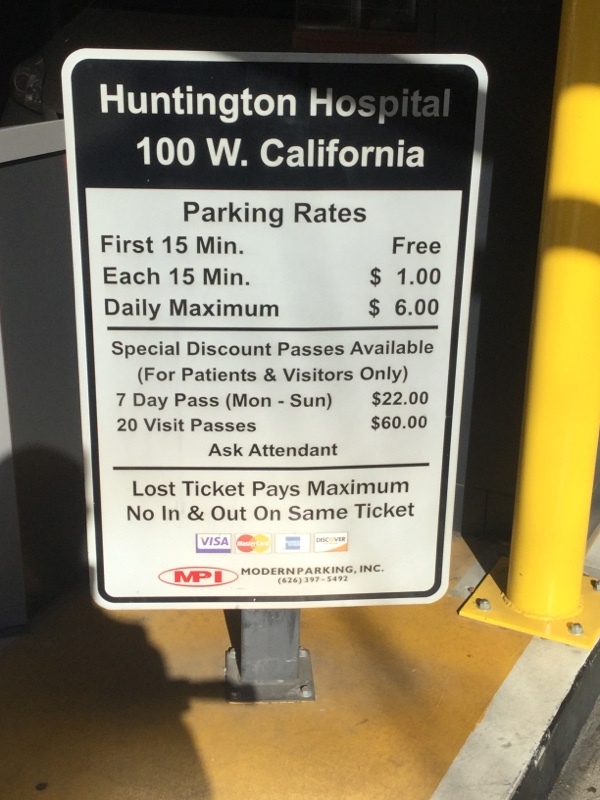 Huntington Hospital
100 W. California
Parking Rates
First 15 Min. Free
Each 15 Min. $ 1.00
Daily Maximum $ 6.00
Special Discount Passes Available
(For Patients & Visitors Only)
7 Day Pass (Mon - Sun) $22.00
20 Visit Passes $60.00
Ask Attendant
Lost Ticket Pays Maximum
No In & Out On Same Ticket
VISA MasterCard DISCOVER
MPI MODERN PARKING, INC.
(626) 397-5492